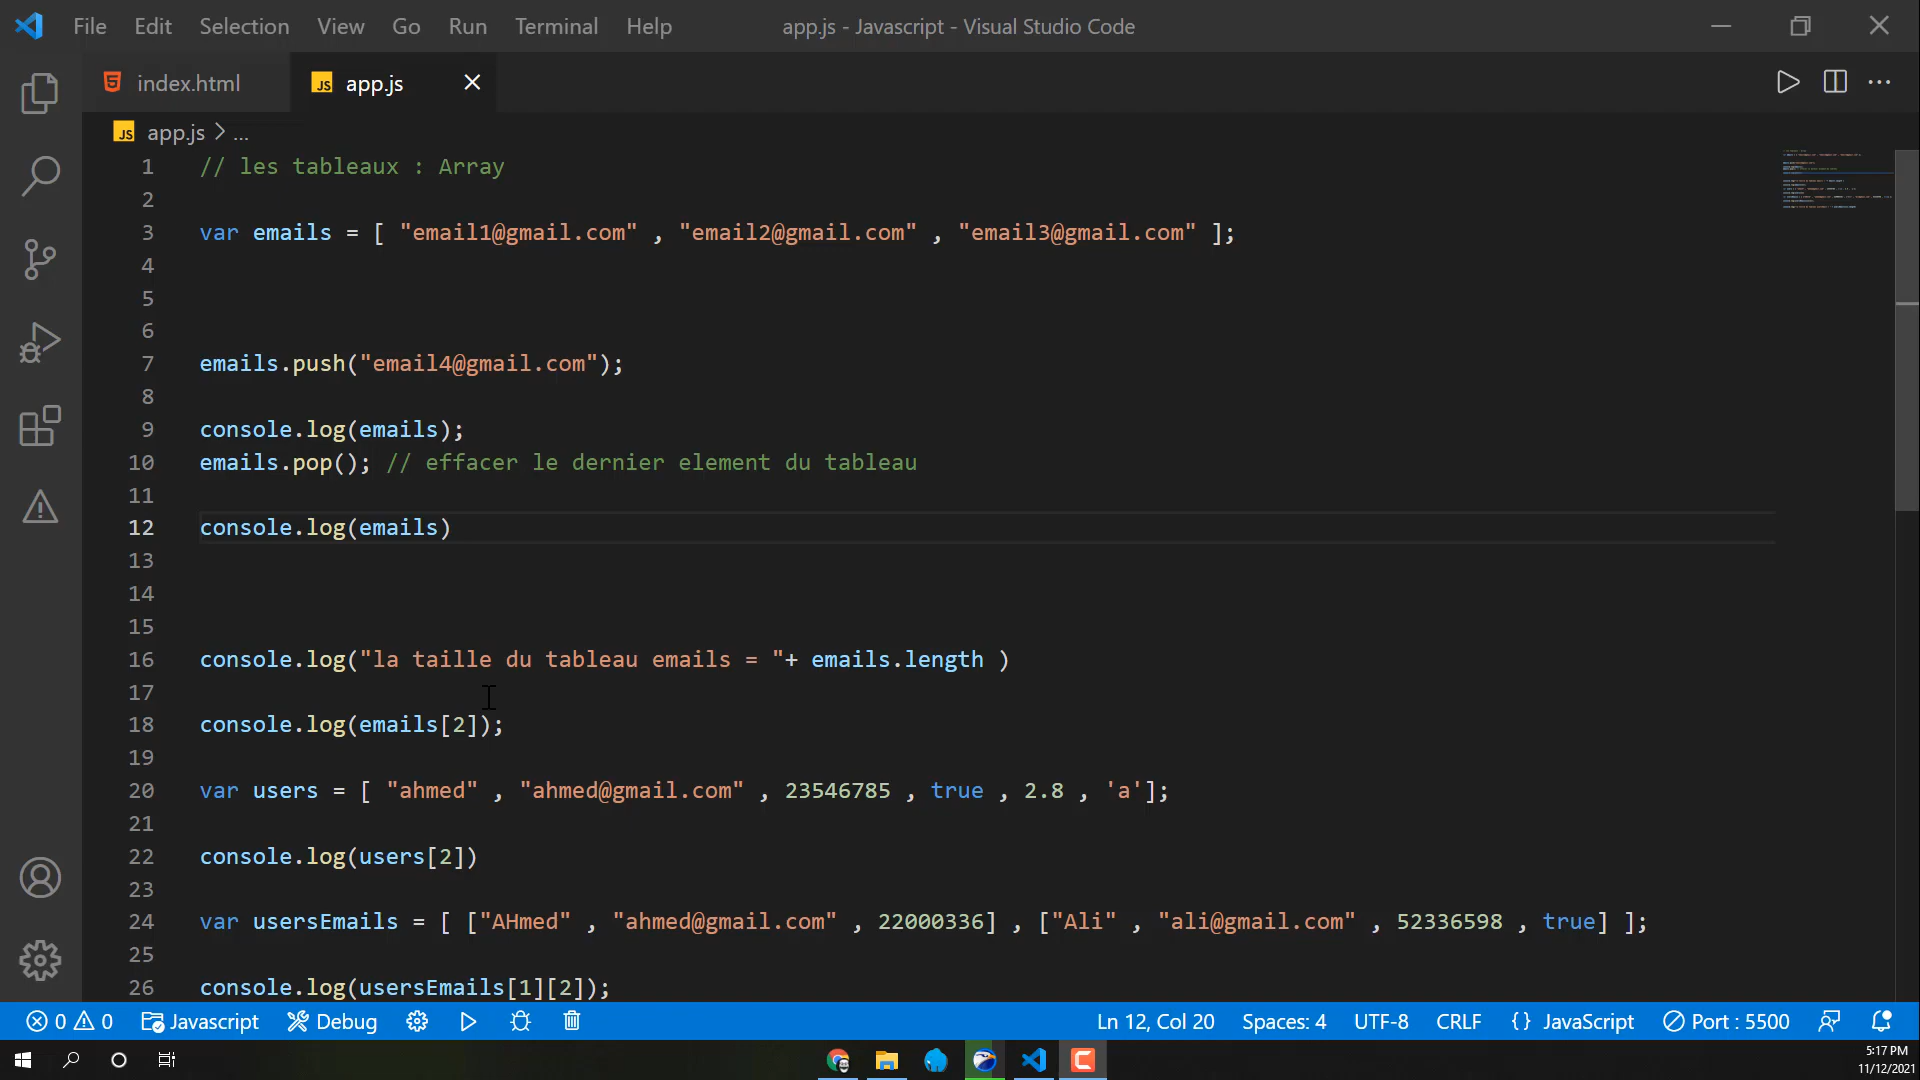 File Edit Selection View Go Run Terminal Help app.js - Javascript - Visual Studio Code
index.html JS app.js
JS app.js > ...
1 // les tableaux : Array
2
3 var emails = [ "email1@gmail.com" , "email2@gmail.com" , "email3@gmail.com" ];
4
5
6
7 emails.push("email4@gmail.com");
8
9 console.log(emails);
10 emails.pop(); // effacer le dernier element du tableau
11
12 console.log(emails)
13
14
15
16 console.log("la taille du tableau emails = "+ emails.length )
17
18 console.log(emails[2]);
19
20 var users = [ "ahmed" , "ahmed@gmail.com" , 23546785 , true , 2.8 , 'a'];
21
22 console.log(users[2])
23
24 var usersEmails = [ ["AHmed" , "ahmed@gmail.com" , 22000336] , ["Ali" , "ali@gmail.com" , 52336598 , true] ];
25
26 console.log(usersEmails[1][2]);
0 0 Javascript Debug Ln 12, Col 20 Spaces: 4 UTF-8 CRLF {} JavaScript Port : 5500
5:17 PM
11/12/2021